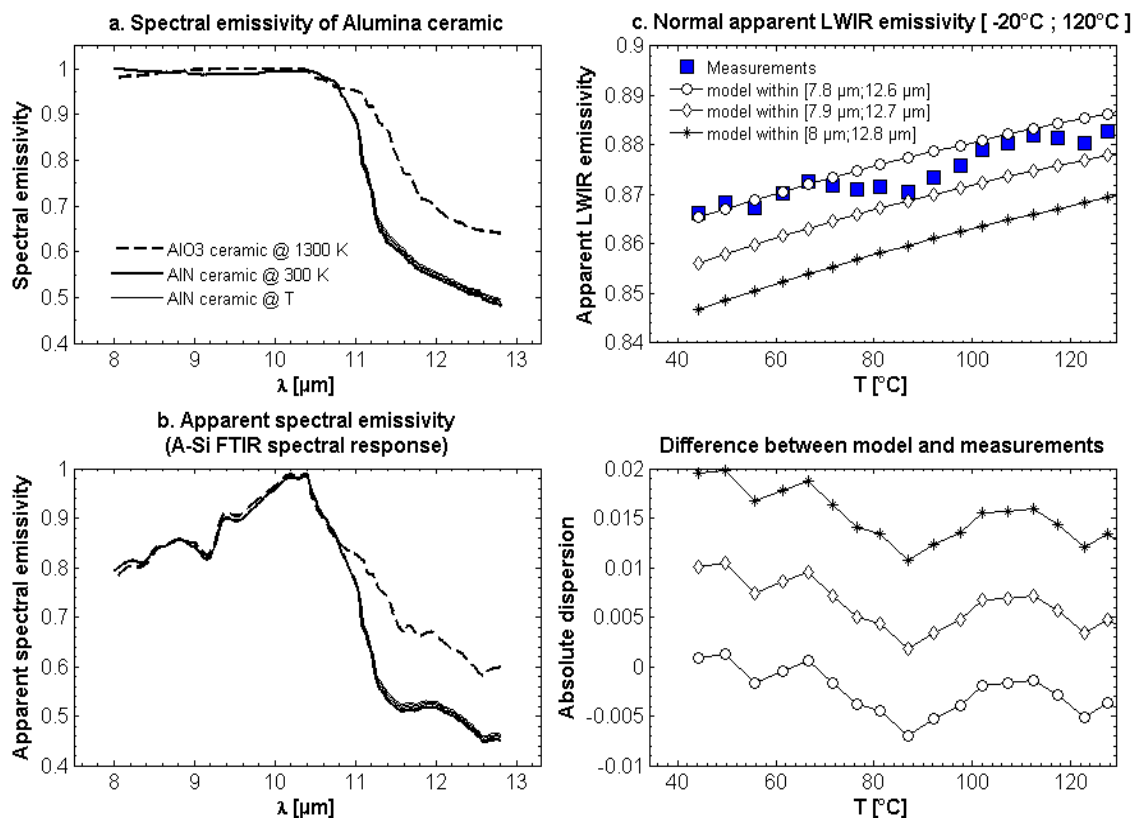 a. Spectral emissivity of Alumina ceramic
Spectral emissivity
1
0.9
0.8
0.7
0.6
0.5
0.4
AlO3 ceramic @ 1300 K
AlN ceramic @ 300 K
AlN ceramic @ T
8
9
10
11
12
13
λ [µm]
c. Normal apparent LWIR emissivity [ -20°C ; 120°C ]
Apparent LWIR emissivity
0.9
0.89
0.88
0.87
0.86
0.85
0.84
Measurements
model within [7.8 µm;12.6 µm]
model within [7.9 µm;12.7 µm]
model within [8 µm;12.8 µm]
40
60
80
100
120
T [°C]
b. Apparent spectral emissivity
(A-Si FTIR spectral response)
Apparent spectral emissivity
1
0.9
0.8
0.7
0.6
0.5
0.4
8
9
10
11
12
13
λ [µm]
Difference between model and measurements
Absolute dispersion
0.02
0.015
0.01
0.005
0
-0.005
-0.01
40
60
80
100
120
T [°C]